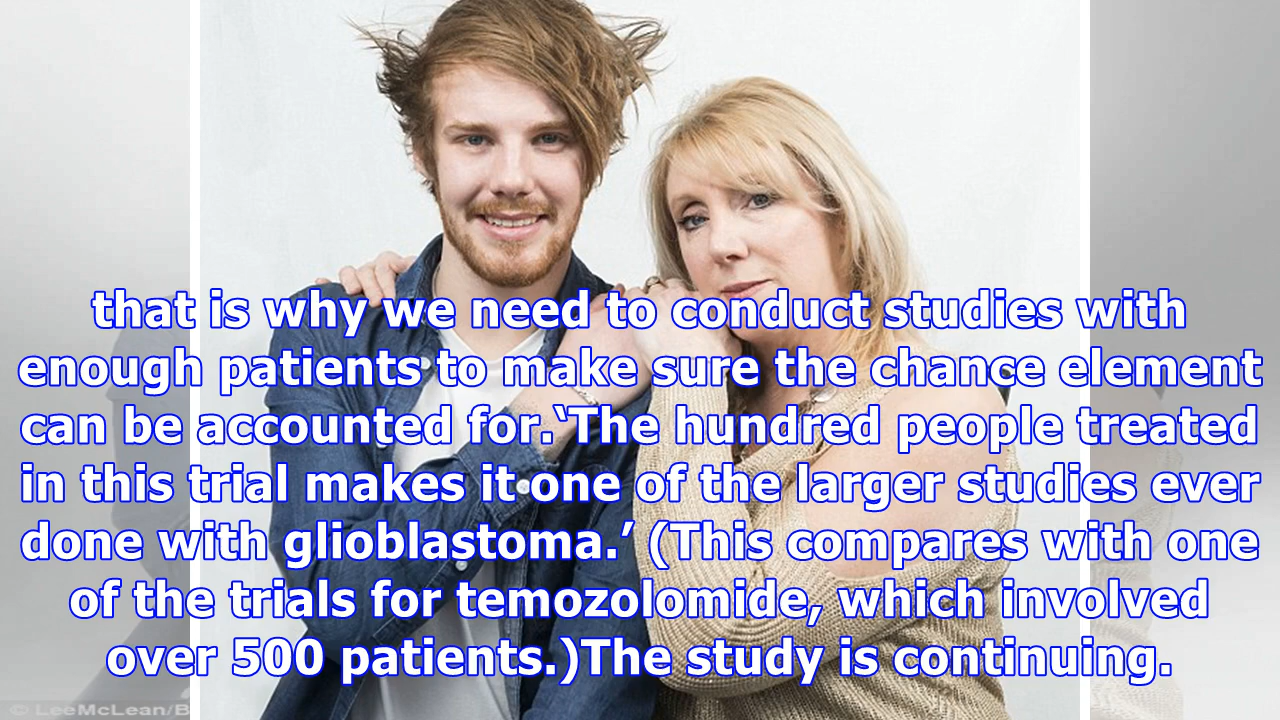 that is why we need to conduct studies with
enough patients to make sure the chance element
can be accounted for.‘The hundred people treated
in this trial makes it one of the larger studies ever
done with glioblastoma.’ (This compares with one
of the trials for temozolomide, which involved
over 500 patients.)The study is continuing.
© LeeMcLean/B